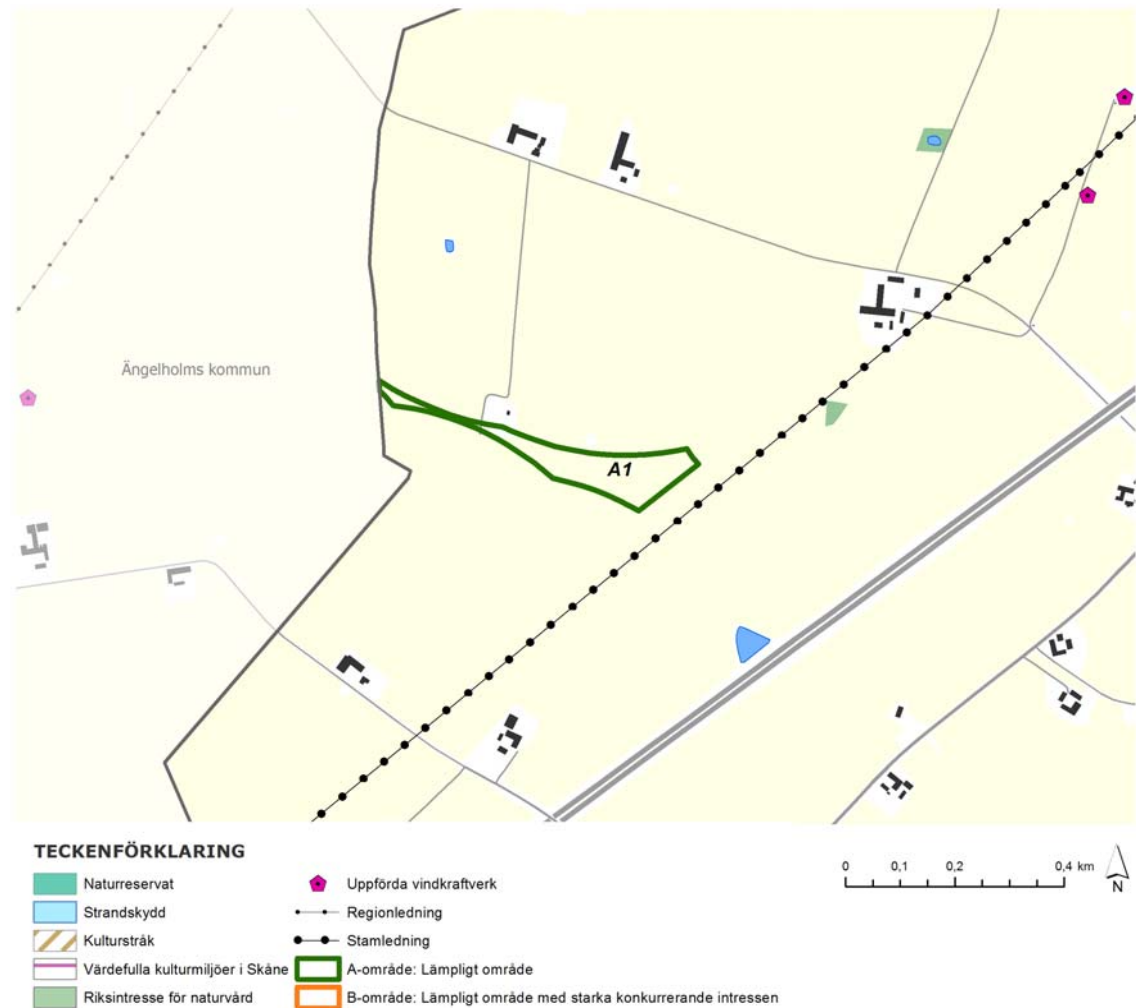 Ängelholms kommun
A1
TECKENFÖRKLARING
Naturreservat
Strandskydd
Kulturstråk
Värdefulla kulturmiljöer i Skåne
Riksintresse för naturvård
Uppförda vindkraftverk
Regionledning
Stamledning
A-område: Lämpligt område
B-område: Lämpligt område med starka konkurrerande intressen
0 0,1 0,2 0,4 km
N